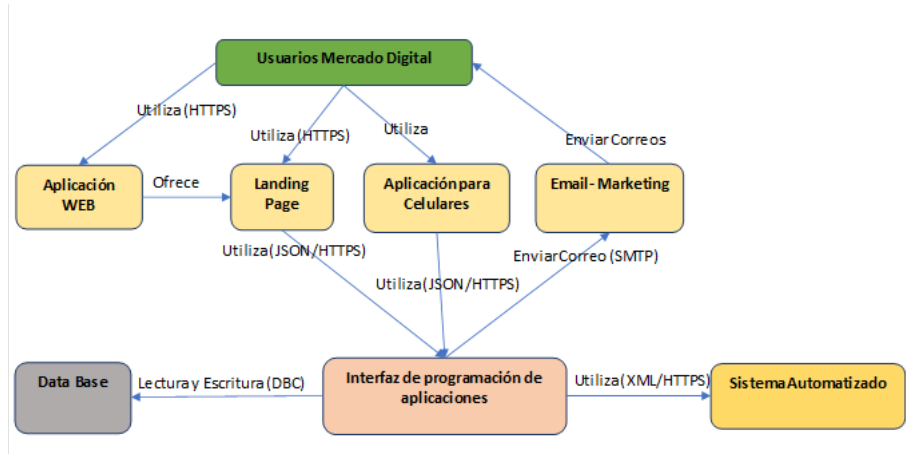 Usuarios Mercado Digital
Utiliza (HTTPS)
Utiliza (HTTPS)
Utiliza
Enviar Correos
Aplicación
WEB
Ofrece
Landing
Page
Aplicación para
Celulares
Email - Marketing
Utiliza (JSON/HTTPS)
Enviar Correo (SMTP)
Utiliza (JSON/HTTPS)
Data Base
Lectura y Escritura (DBC)
Interfaz de programación de
aplicaciones
Utiliza (XML/HTTPS)
Sistema Automatizado